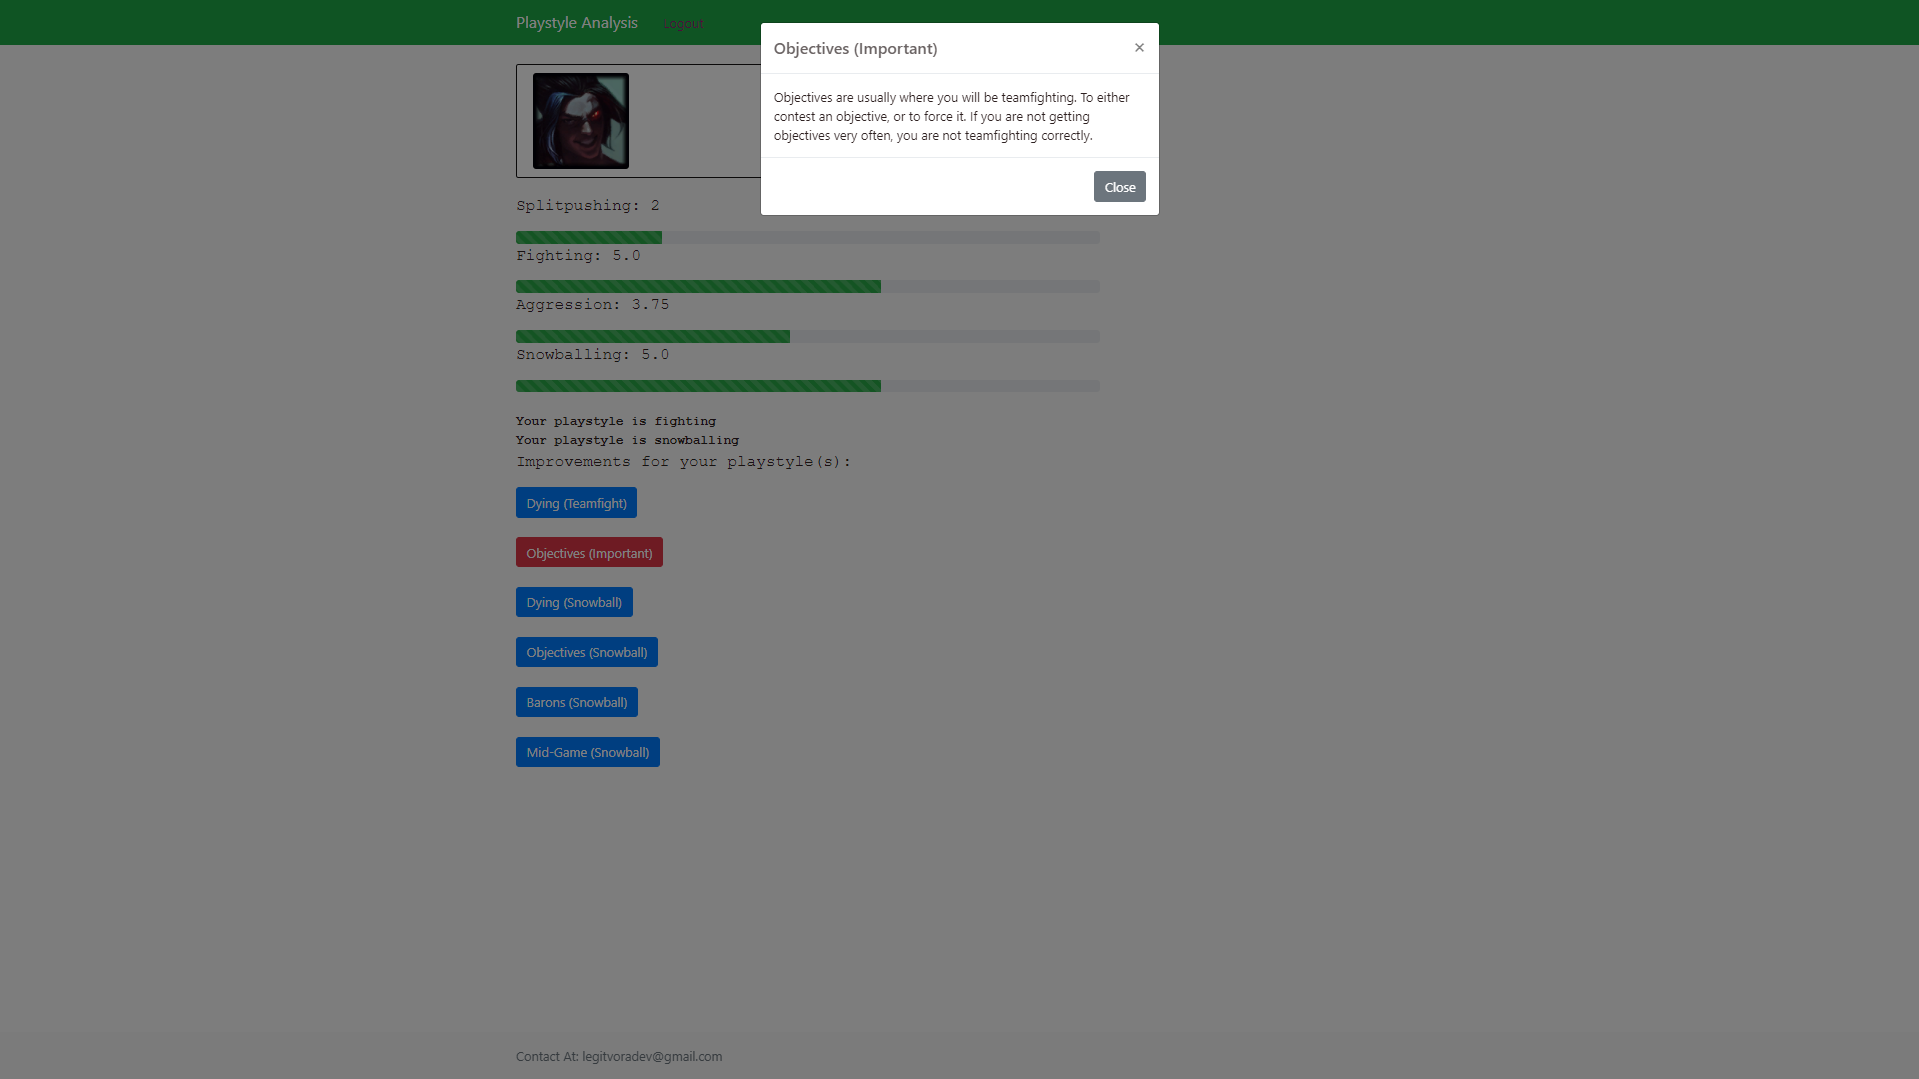 Playstyle Analysis
Logout
Objectives (Important)
×
Objectives are usually where you will be teamfighting. To either
contest an objective, or to force it. If you are not getting
objectives very often, you are not teamfighting correctly.
Close
Splitpushing: 2
Fighting: 5.0
Aggression: 3.75
Snowballing: 5.0
Your playstyle is fighting
Your playstyle is snowballing
Improvements for your playstyle(s):
Dying (Teamfight)
Objectives (Important)
Dying (Snowball)
Objectives (Snowball)
Barons (Snowball)
Mid-Game (Snowball)
Contact At: legitvoradev@gmail.com